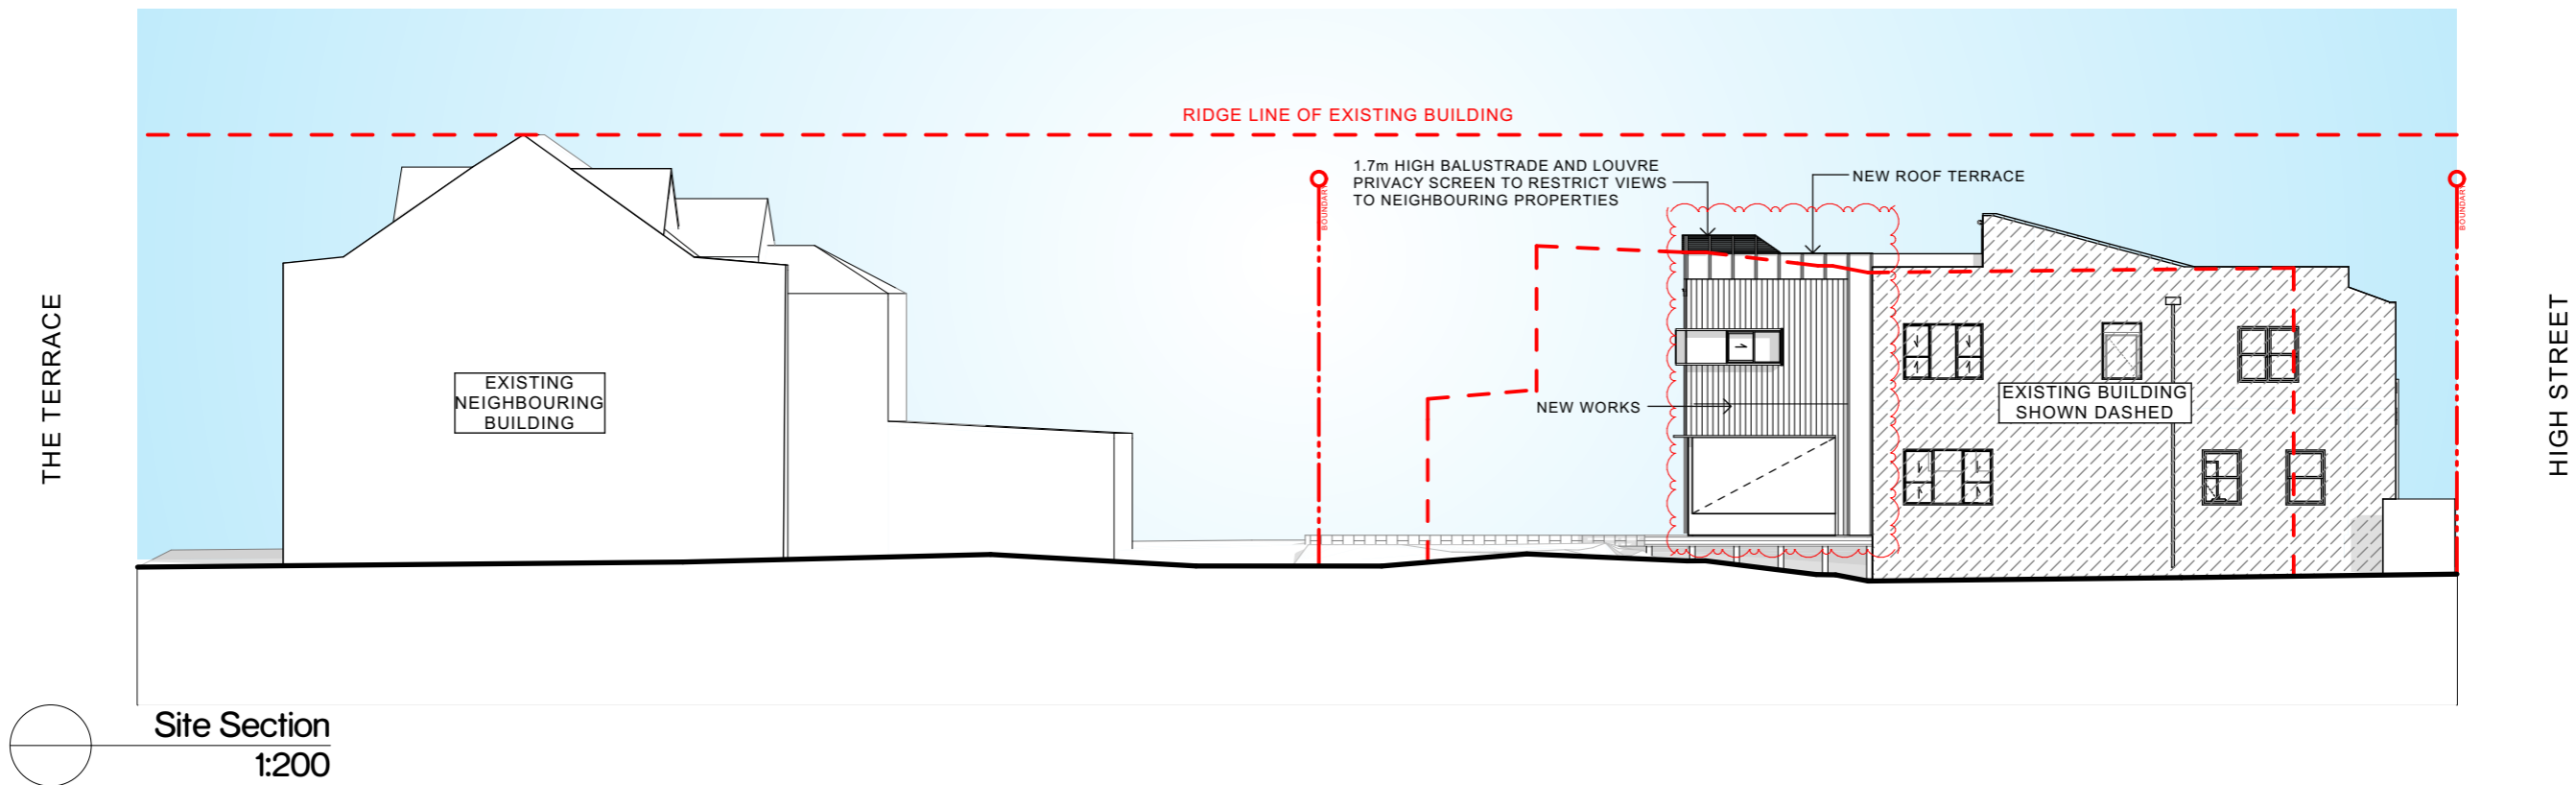 RIDGE LINE OF EXISTING BUILDING
1.7m HIGH BALUSTRADE AND LOUVRE
PRIVACY SCREEN TO RESTRICT VIEWS
TO NEIGHBOURING PROPERTIES
NEW ROOF TERRACE
BOUNDARY
BOUNDARY
THE TERRACE
EXISTING
NEIGHBOURING
BUILDING
NEW WORKS
EXISTING BUILDING
SHOWN DASHED
HIGH STREET
Site Section
1:200